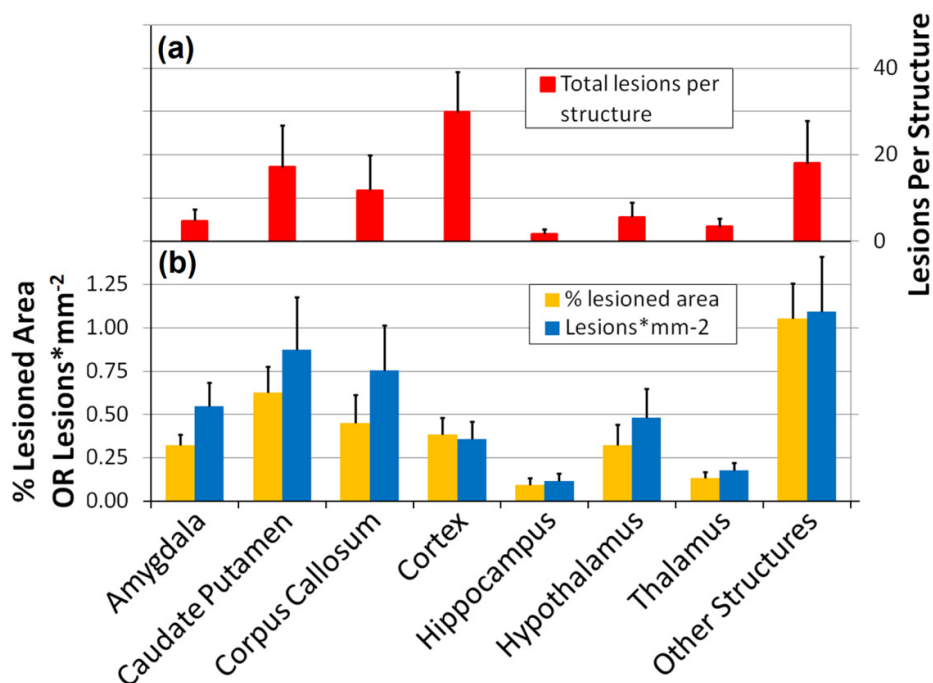 (a)
Total lesions per
structure
40
20
0
Lesions Per Structure
(b)
% lesioned area
Lesions*mm-2
% Lesioned Area
OR Lesions*mm⁻²
1.25
1.00
0.75
0.50
0.25
0.00
Amygdala
Caudate Putamen
Corpus Callosum
Cortex
Hippocampus
Hypothalamus
Thalamus
Other Structures